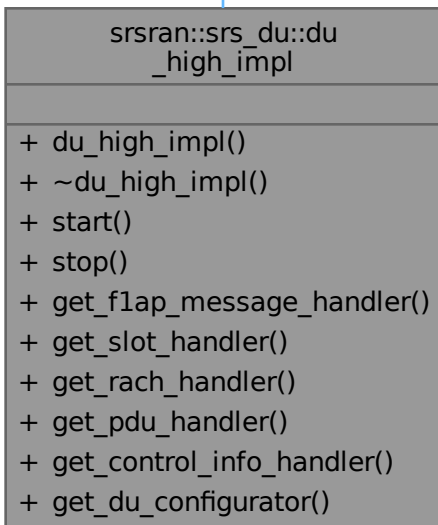 srsran::srs_du::du
_high_impl
+ du_high_impl()
+ ~du_high_impl()
+ start()
+ stop()
+ get_f1ap_message_handler()
+ get_slot_handler()
+ get_rach_handler()
+ get_pdu_handler()
+ get_control_info_handler()
+ get_du_configurator()